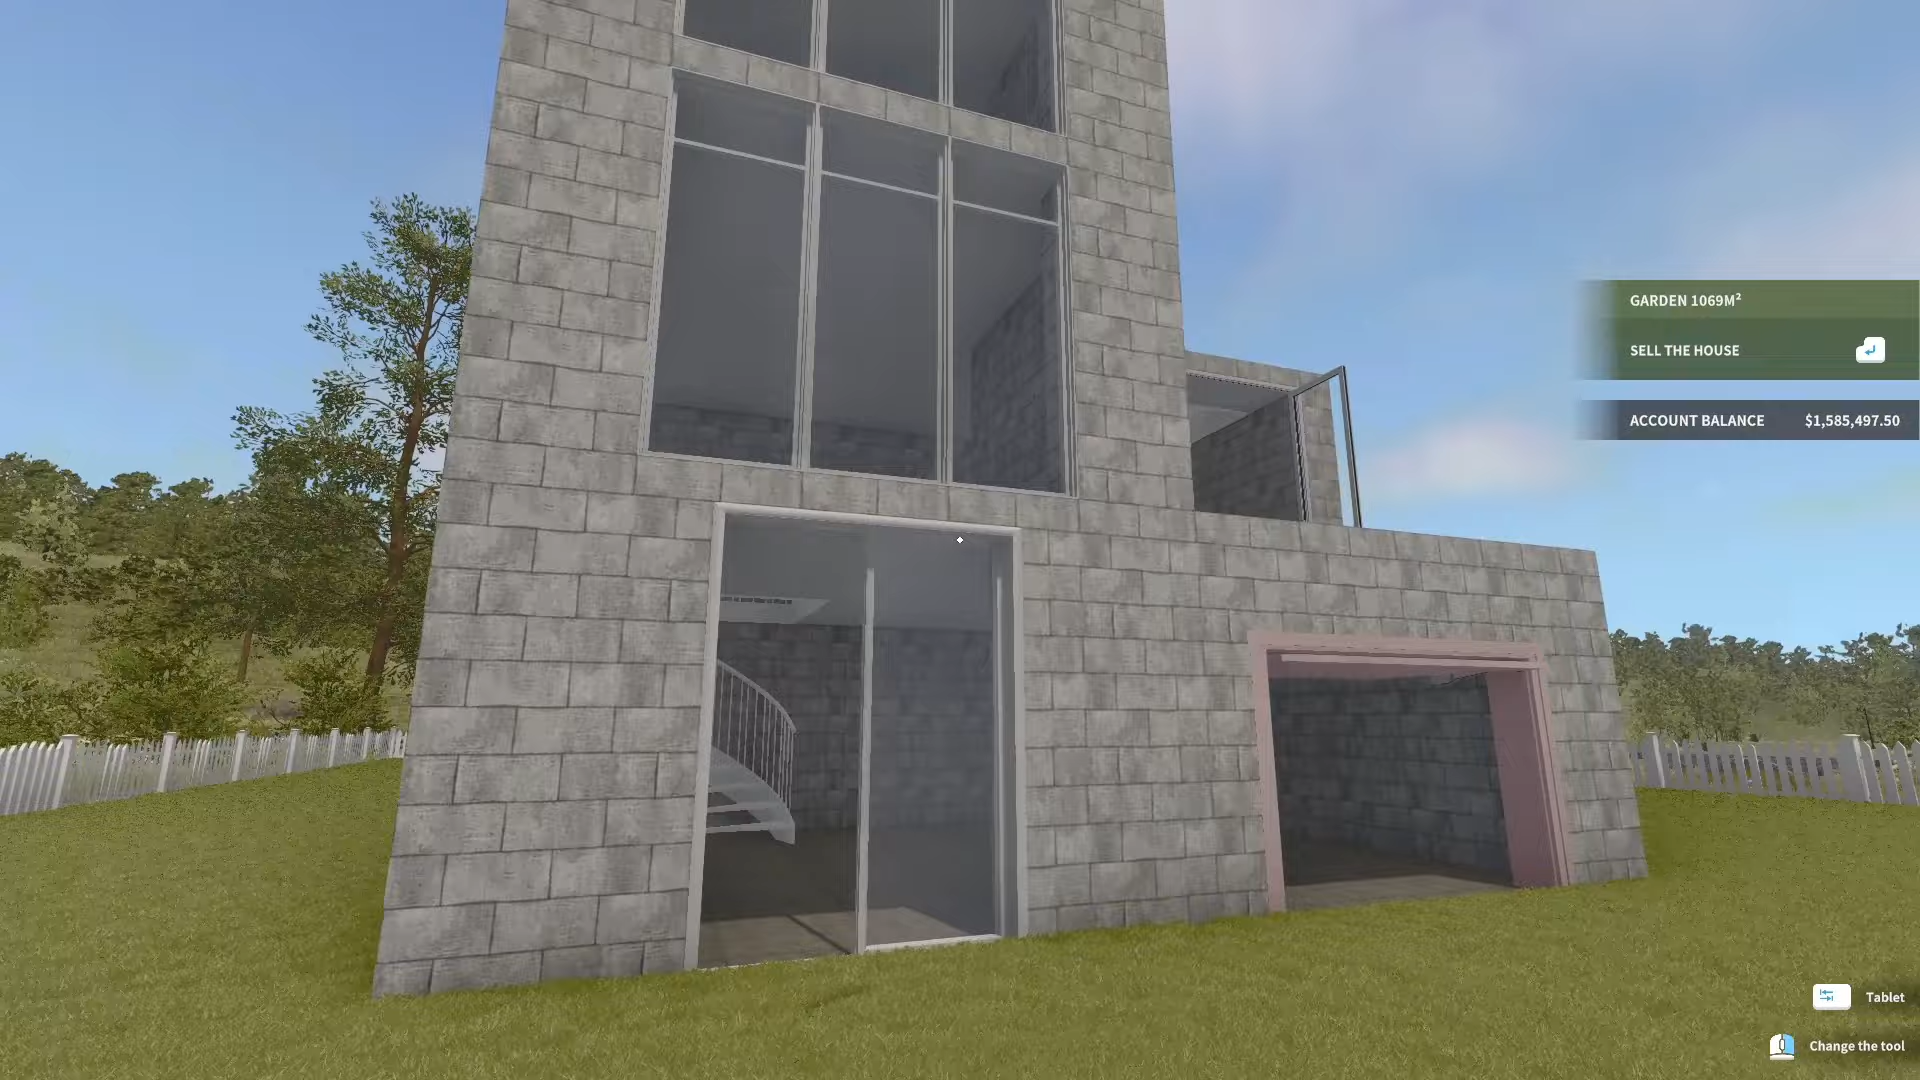 GARDEN 1069M²
SELL THE HOUSE
ACCOUNT BALANCE $1,585,497.50
Tablet
Change the tool